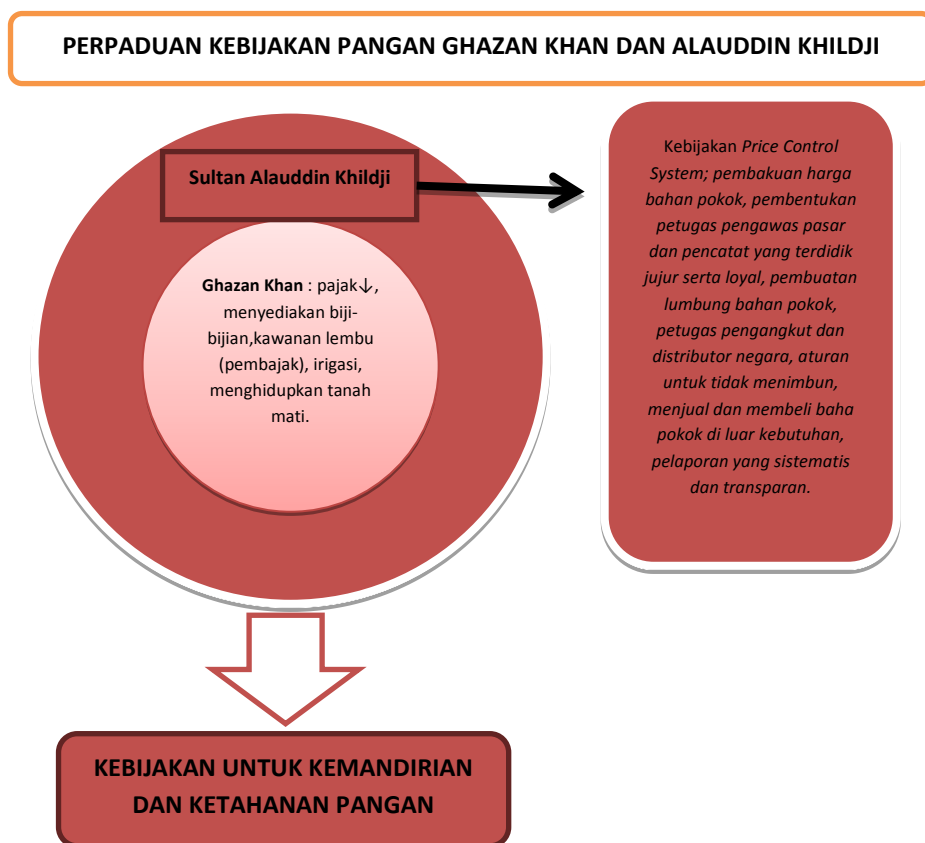 PERPADUAN KEBIJAKAN PANGAN GHAZAN KHAN DAN ALAUDDIN KHILDJI
Sultan Alauddin Khildji
Ghazan Khan : pajak↓,
menyediakan biji-
bijian,kawanan lembu
(pembajak), irigasi,
menghidupkan tanah
mati.
Kebijakan Price Control
System; pembakuan harga
bahan pokok, pembentukan
petugas pengawas pasar
dan pencatat yang terdidik
jujur serta loyal, pembuatan
lumbung bahan pokok,
petugas pengangkut dan
distributor negara, aturan
untuk tidak menimbun,
menjual dan membeli baha
pokok di luar kebutuhan,
pelaporan yang sistematis
dan transparan.
KEBIJAKAN UNTUK KEMANDIRIAN
DAN KETAHANAN PANGAN